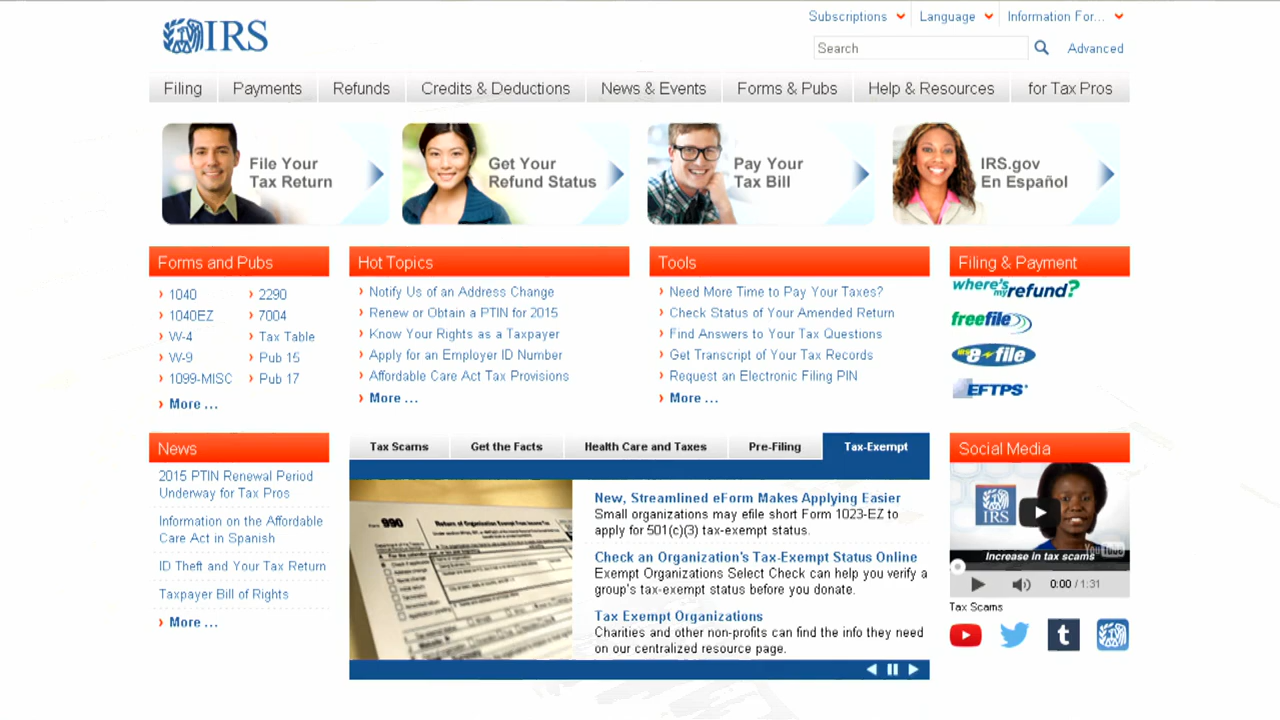 IRS
Subscriptions
Language
Information For...
Search
Advanced
Filing
Payments
Refunds
Credits & Deductions
News & Events
Forms & Pubs
Help & Resources
for Tax Pros
File Your
Tax Return
Get Your
Refund Status
Pay Your
Tax Bill
IRS.gov
En Español
Forms and Pubs
1040
2290
1040EZ
7004
W-4
Tax Table
W-9
Pub 15
1099-MISC
Pub 17
More ...
Hot Topics
Notify Us of an Address Change
Renew or Obtain a PTIN for 2015
Know Your Rights as a Taxpayer
Apply for an Employer ID Number
Affordable Care Act Tax Provisions
More ...
Tools
Need More Time to Pay Your Taxes?
Check Status of Your Amended Return
Find Answers to Your Tax Questions
Get Transcript of Your Tax Records
Request an Electronic Filing PIN
More ...
Filing & Payment
where's my refund?
freefile
IRS e-file
EFTPS
News
2015 PTIN Renewal Period
Underway for Tax Pros
Information on the Affordable
Care Act in Spanish
ID Theft and Your Tax Return
Taxpayer Bill of Rights
More ...
Tax Scams
Get the Facts
Health Care and Taxes
Pre-Filing
Tax-Exempt
Form 990
Return of Organization Exempt From Income Tax
New, Streamlined eForm Makes Applying Easier
Small organizations may efile short Form 1023-EZ to
apply for 501(c)(3) tax-exempt status.
Check an Organization's Tax-Exempt Status Online
Exempt Organizations Select Check can help you verify a
group's tax-exempt status before you donate.
Tax Exempt Organizations
Charities and other non-profits can find the info they need
on our centralized resource page.
Social Media
IRS
YouTube
Increase in tax scams
0:00 / 1:31
Tax Scams
t